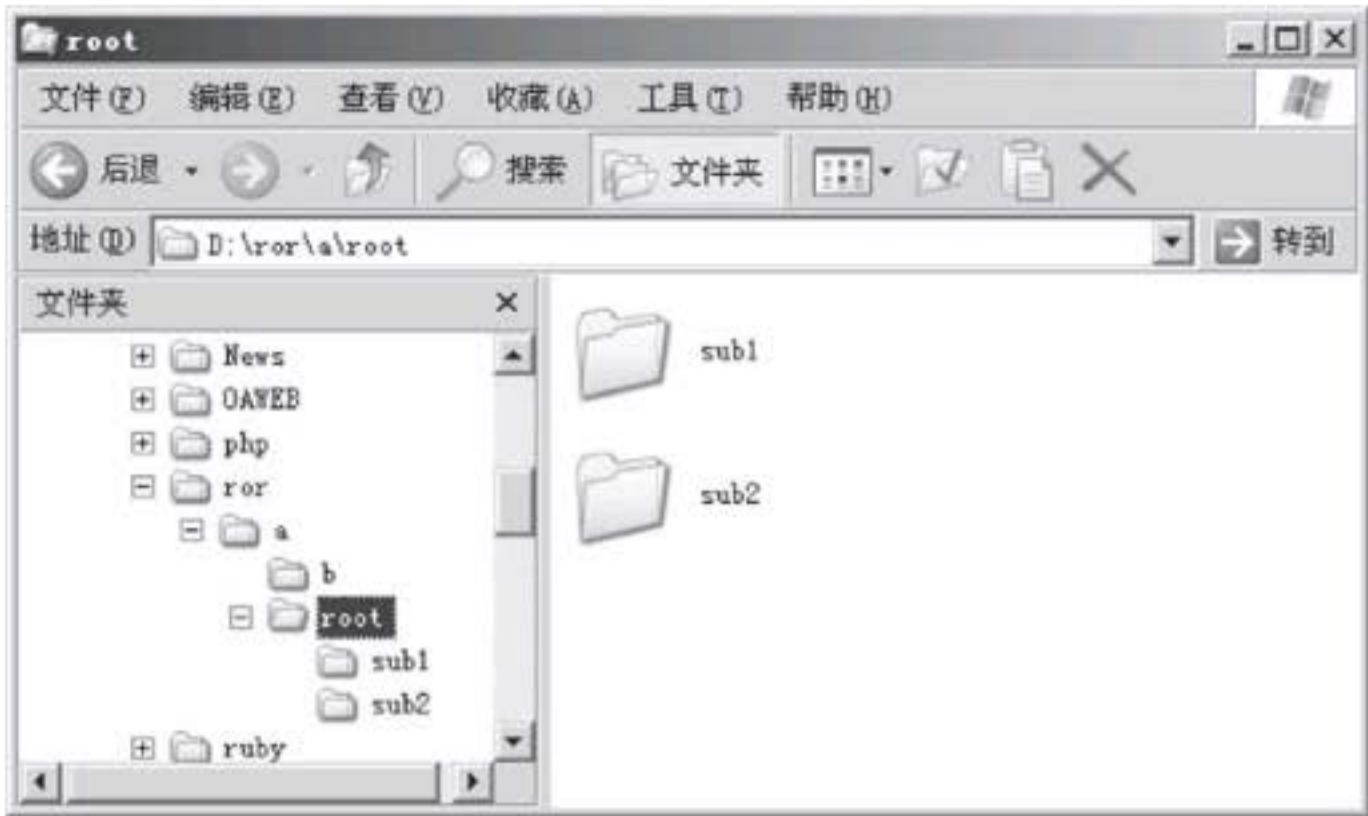 root
文件(F) 编辑(E) 查看(V) 收藏(A) 工具(T) 帮助(H)
后退 搜索 文件夹
地址(D) D:\ror\a\root 转到
文件夹
News
OAWEB
php
ror
a
b
root
sub1
sub2
ruby
sub1
sub2